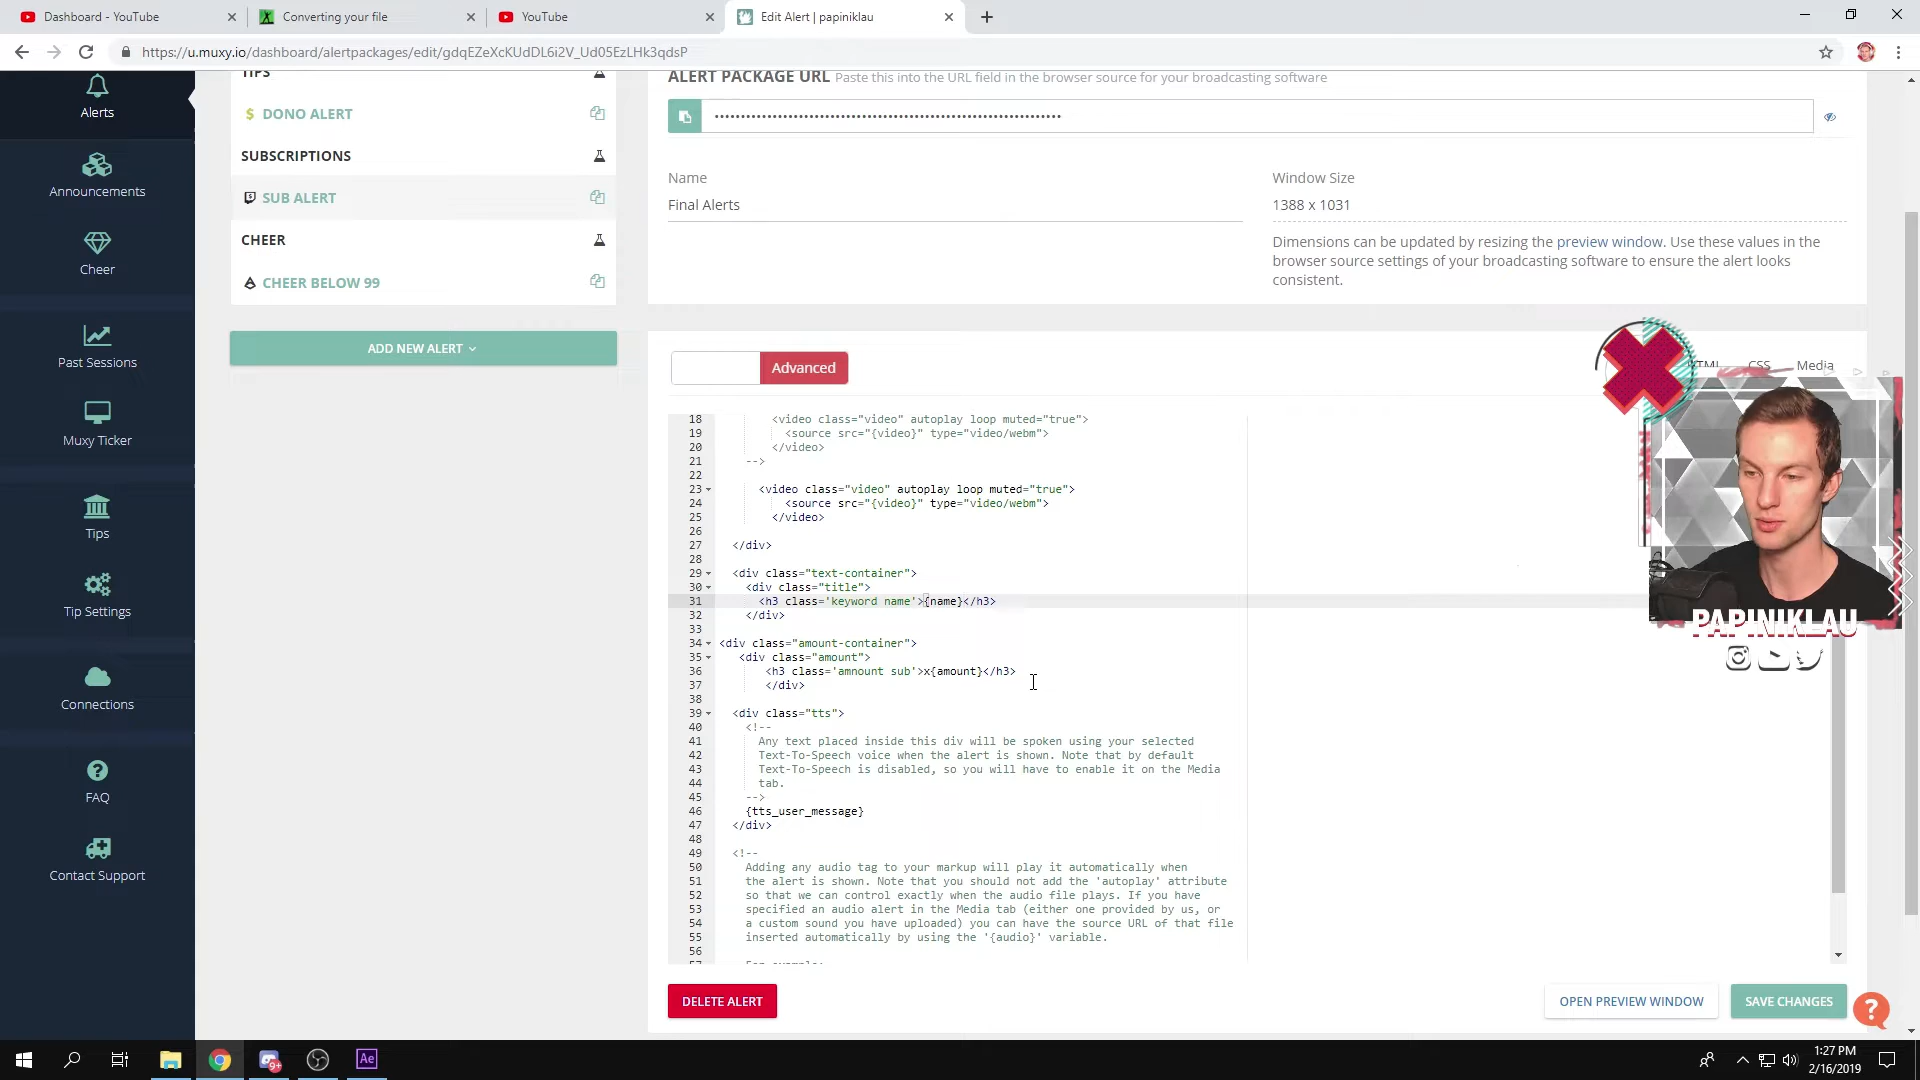 Dashboard - YouTube
Converting your file
YouTube
Edit Alert | papiniklau
https://u.muxy.io/dashboard/alertpackages/edit/gdqEZeXcKUdDL6i2V_Ud05EzLHk3qdsP
Alerts
Announcements
Cheer
Past Sessions
Muxy Ticker
Tips
Tip Settings
Connections
FAQ
Contact Support
TIPS
$ DONO ALERT
SUBSCRIPTIONS
SUB ALERT
CHEER
CHEER BELOW 99
ADD NEW ALERT
ALERT PACKAGE URL Paste this into the URL field in the browser source for your broadcasting software
Name
Final Alerts
Window Size
1388 x 1031
Dimensions can be updated by resizing the preview window. Use these values in the
browser source settings of your broadcasting software to ensure the alert looks
consistent.
Advanced
HTML CSS Media
18 <video class="video" autoplay loop muted="true">
19 <source src="{video}" type="video/webm">
20 </video>
21 -->
22
23 <video class="video" autoplay loop muted="true">
24 <source src="{video}" type="video/webm">
25 </video>
26
27 </div>
28
29 <div class="text-container">
30 <div class="title">
31 <h3 class='keyword name'>{name}</h3>
32 </div>
33
34 <div class="amount-container">
35 <div class="amount">
36 <h3 class='amnount sub'>x{amount}</h3>
37 </div>
38
39 <div class="tts">
40 <!--
41 Any text placed inside this div will be spoken using your selected
42 Text-To-Speech voice when the alert is shown. Note that by default
43 Text-To-Speech is disabled, so you will have to enable it on the Media
44 tab.
45 -->
46 {tts_user_message}
47 </div>
48
49 <!--
50 Adding any audio tag to your markup will play it automatically when
51 the alert is shown. Note that you should not add the 'autoplay' attribute
52 so that we can control exactly when the audio file plays. If you have
53 specified an audio alert in the Media tab (either one provided by us, or
54 a custom sound you have uploaded) you can have the source URL of that file
55 inserted automatically by using the '{audio}' variable.
56
57 For example:
PAPINIKLAU
DELETE ALERT
OPEN PREVIEW WINDOW
SAVE CHANGES
?
9+
Ae
1:27 PM
2/16/2019